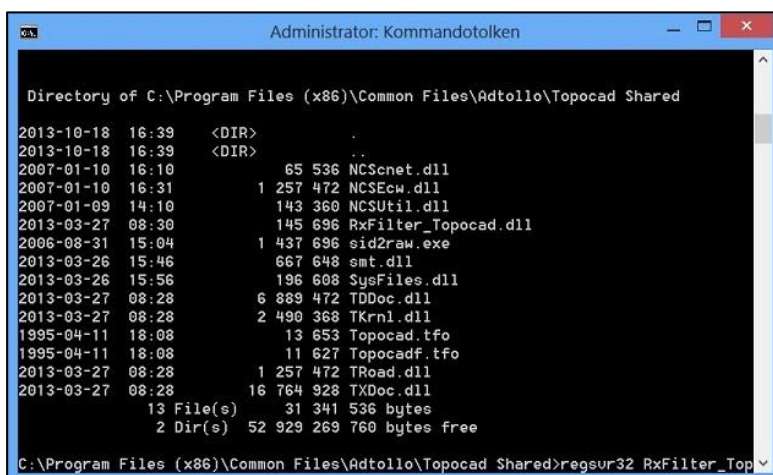 Administrator: Kommandotolken
Directory of C:\Program Files (x86)\Common Files\Adtollo\Topocad Shared
2013-10-18  16:39    <DIR>          .
2013-10-18  16:39    <DIR>          ..
2007-01-10  16:10            65 536 NCScnet.dll
2007-01-10  16:31         1 257 472 NCSEcw.dll
2007-01-09  14:10           143 360 NCSUtil.dll
2013-03-27  08:30           145 696 RxFilter_Topocad.dll
2006-08-31  15:04         1 437 696 sid2raw.exe
2013-03-26  15:46           667 648 smt.dll
2013-03-26  15:56           196 608 SysFiles.dll
2013-03-27  08:28         6 889 472 TDDoc.dll
2013-03-27  08:28         2 490 368 TKrnl.dll
1995-04-11  18:08            13 653 Topocad.tfo
1995-04-11  18:08            11 627 Topocadf.tfo
2013-03-27  08:28         1 257 472 TRoad.dll
2013-03-27  08:28        16 764 928 TXDoc.dll
13 File(s)     31 341 536 bytes
2 Dir(s)  52 929 269 760 bytes free
C:\Program Files (x86)\Common Files\Adtollo\Topocad Shared>regsvr32 RxFilter_Top